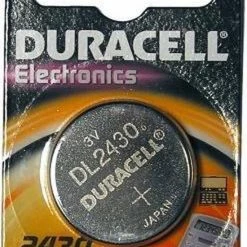 DURACELL
Electronics
3V
DL2430
DURACELL
+
JAPAN
2430